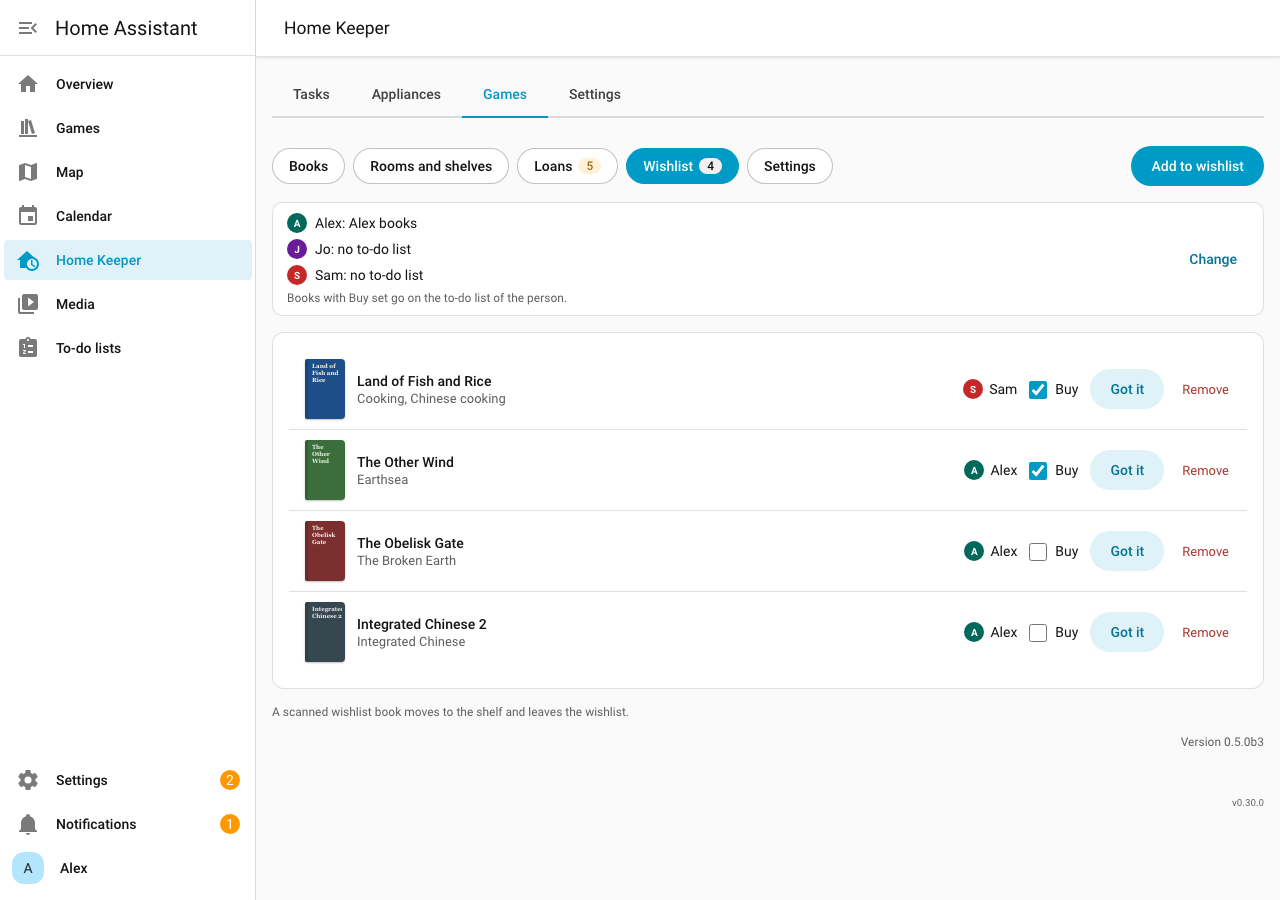 Home Assistant
Home Keeper
Overview
Games
Map
Calendar
Home Keeper
Media
To-do lists
Settings 2
Notifications 1
A Alex
Tasks Appliances Games Settings
Books Rooms and shelves Loans 5 Wishlist 4 Settings Add to wishlist
A Alex: Alex books
J Jo: no to-do list
S Sam: no to-do list
Books with Buy set go on the to-do list of the person.
Change
Land of
Fish and
Rice
Land of Fish and Rice
Cooking, Chinese cooking
S Sam Buy Got it Remove
The
Other
Wind
The Other Wind
Earthsea
A Alex Buy Got it Remove
The
Obelisk
Gate
The Obelisk Gate
The Broken Earth
A Alex Buy Got it Remove
Integrated
Chinese 2
Integrated Chinese 2
Integrated Chinese
A Alex Buy Got it Remove
A scanned wishlist book moves to the shelf and leaves the wishlist.
Version 0.5.0b3
v0.30.0